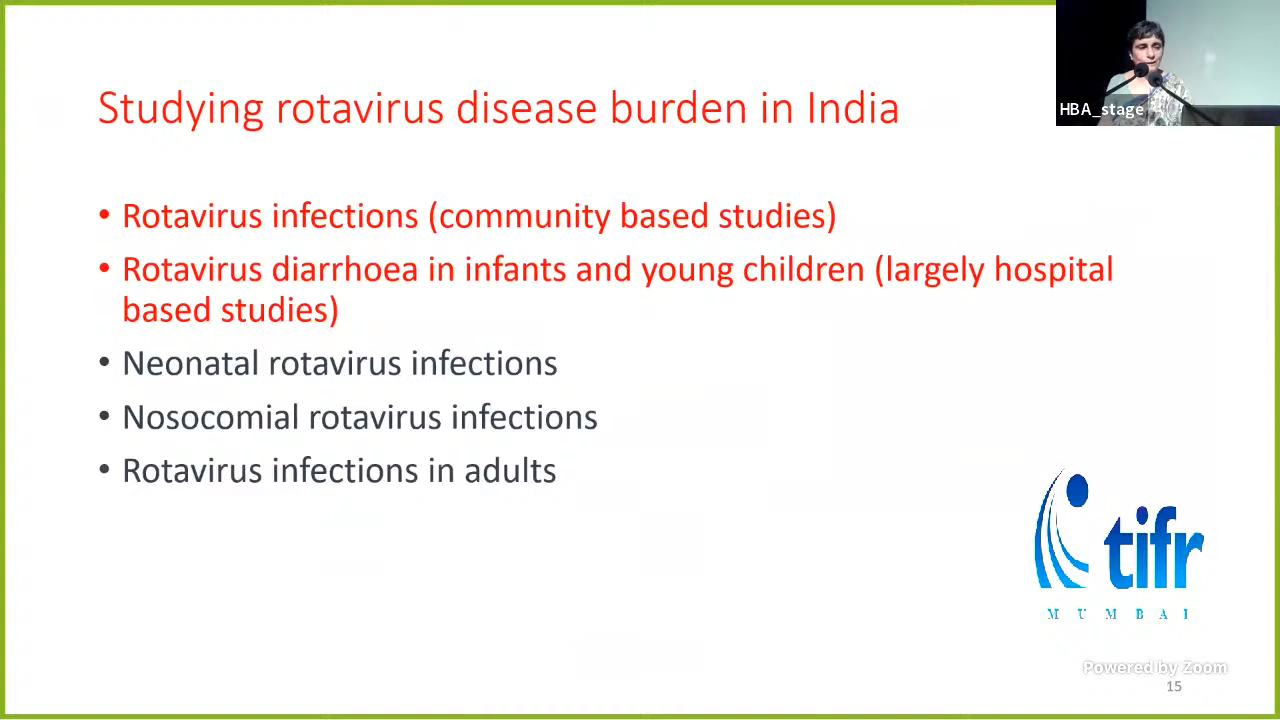 HBA_stage
Studying rotavirus disease burden in India
• Rotavirus infections (community based studies)
• Rotavirus diarrhoea in infants and young children (largely hospital
based studies)
• Neonatal rotavirus infections
• Nosocomial rotavirus infections
• Rotavirus infections in adults
tifr
MUMBAI
Powered by Zoom
15